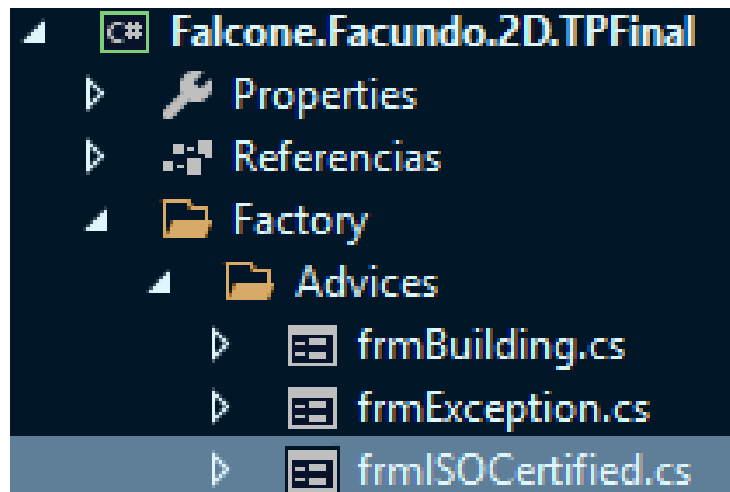 C# Falcone.Facundo.2D.TPFinal
Properties
Referencias
Factory
Advices
frmBuilding.cs
frmException.cs
frmISOCertified.cs